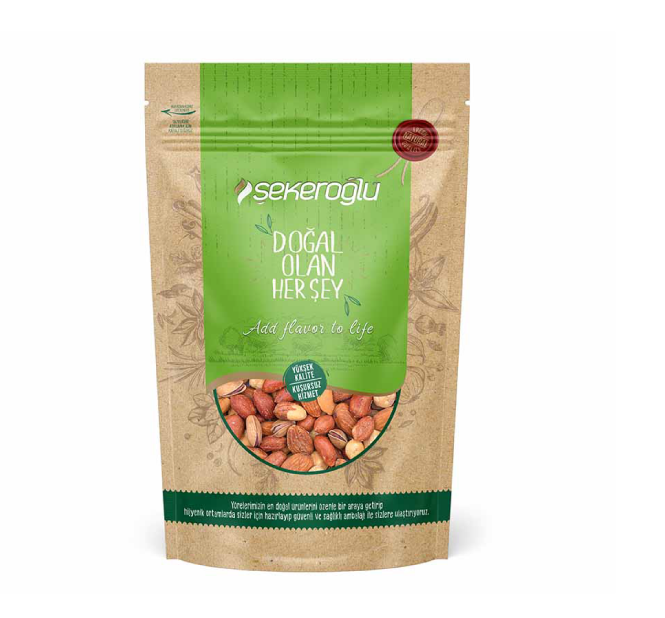 şekeroğlu
DOĞAL
OLAN
HER ŞEY
Add flavor to life
YÜKSEK
KALİTE
KUSURSUZ
HİZMET
Yörelerimizin en doğal ürünlerini özenle bir araya getirip
hijyenik ortamlarda sizler için hazırlayıp güvenli ve sağlıklı ambalajı ile sizlere ulaştırıyoruz.